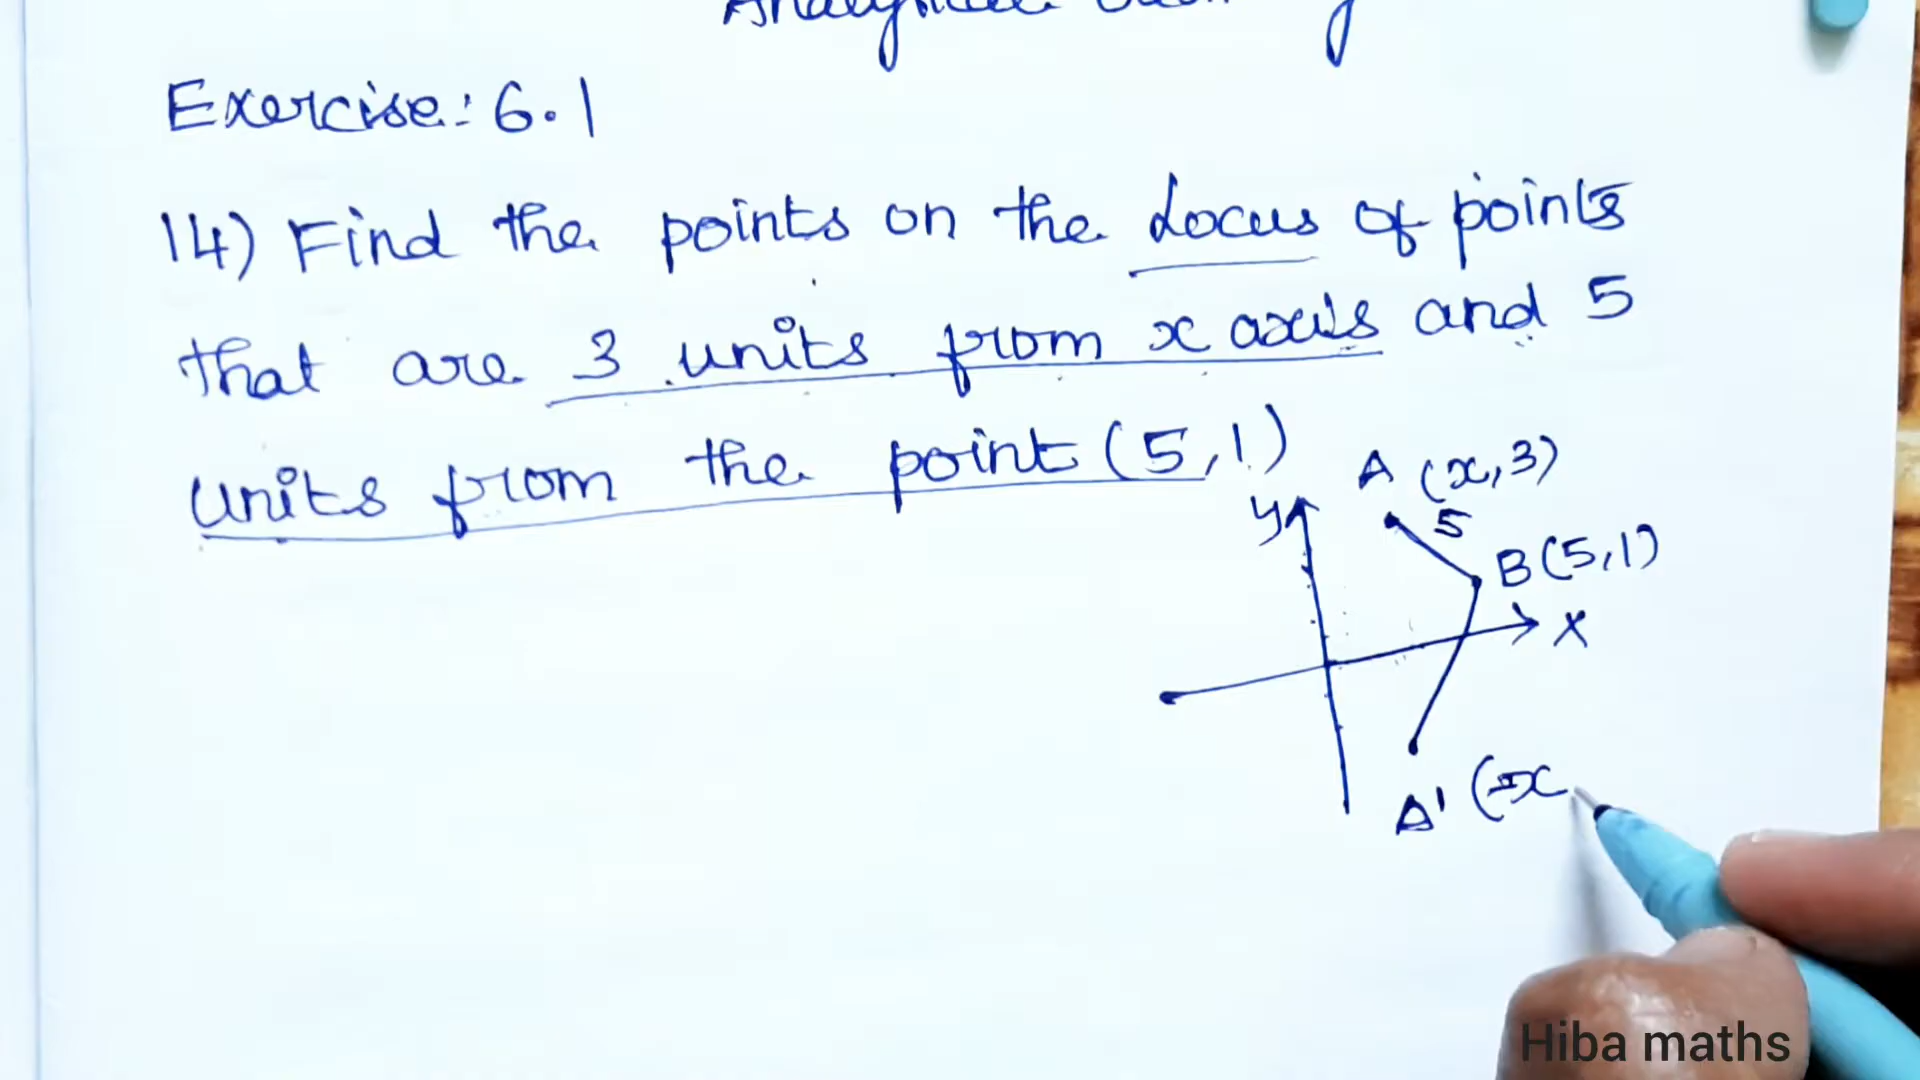 Exercise: 6.1
14) Find the points on the Locus of points
that are 3 units from x axis and 5
units from the point (5,1)
A (x,3)
y
5
B(5,1)
X
A' (-x,
Hiba maths